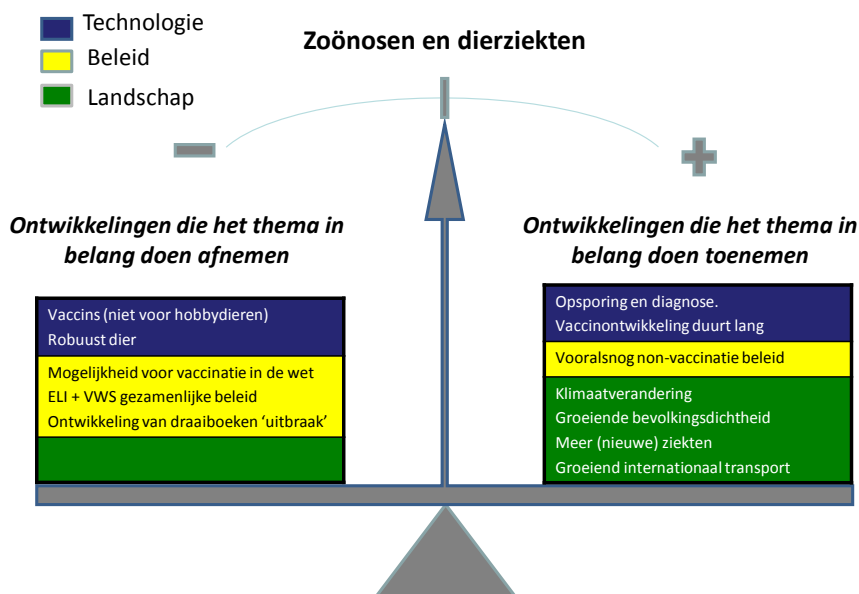 Technologie
Beleid
Landschap
Zoönosen en dierziekten
Ontwikkelingen die het thema in
belang doen afnemen
Vaccins (niet voor hobbydieren)
Robuust dier
Mogelijkheid voor vaccinatie in de wet
ELI + VWS gezamenlijke beleid
Ontwikkeling van draaiboeken ‘uitbraak’
Ontwikkelingen die het thema in
belang doen toenemen
Opsporing en diagnose.
Vaccinontwikkeling duurt lang
Vooralsnog non-vaccinatie beleid
Klimaatverandering
Groeiende bevolkingsdichtheid
Meer (nieuwe) ziekten
Groeiend internationaal transport